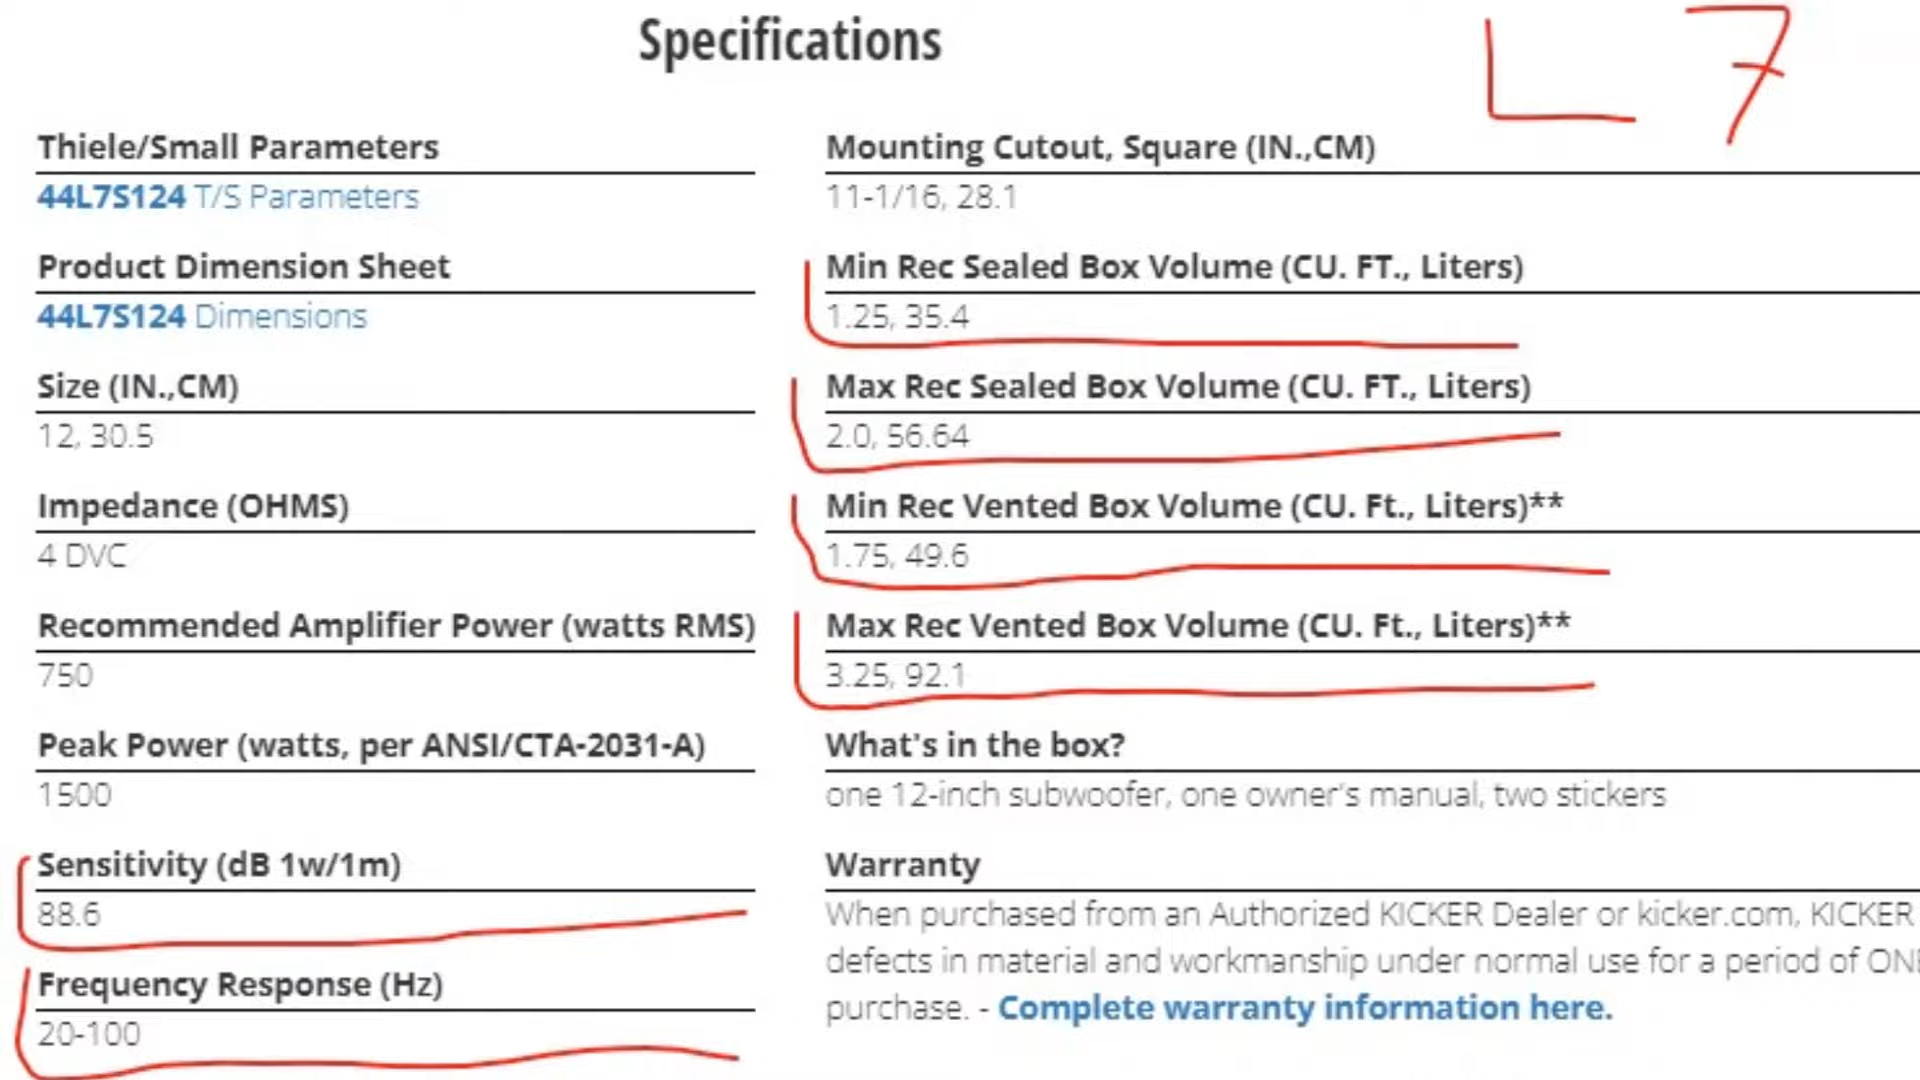 Specifications
L7
Thiele/Small Parameters
44L7S124 T/S Parameters
Product Dimension Sheet
44L7S124 Dimensions
Size (IN.,CM)
12, 30.5
Impedance (OHMS)
4 DVC
Recommended Amplifier Power (watts RMS)
750
Peak Power (watts, per ANSI/CTA-2031-A)
1500
Sensitivity (dB 1w/1m)
88.6
Frequency Response (Hz)
20-100
Mounting Cutout, Square (IN.,CM)
11-1/16, 28.1
Min Rec Sealed Box Volume (CU. FT., Liters)
1.25, 35.4
Max Rec Sealed Box Volume (CU. FT., Liters)
2.0, 56.64
Min Rec Vented Box Volume (CU. Ft., Liters)**
1.75, 49.6
Max Rec Vented Box Volume (CU. Ft., Liters)**
3.25, 92.1
What's in the box?
one 12-inch subwoofer, one owner's manual, two stickers
Warranty
When purchased from an Authorized KICKER Dealer or kicker.com, KICKER
defects in material and workmanship under normal use for a period of ONE
purchase. - Complete warranty information here.